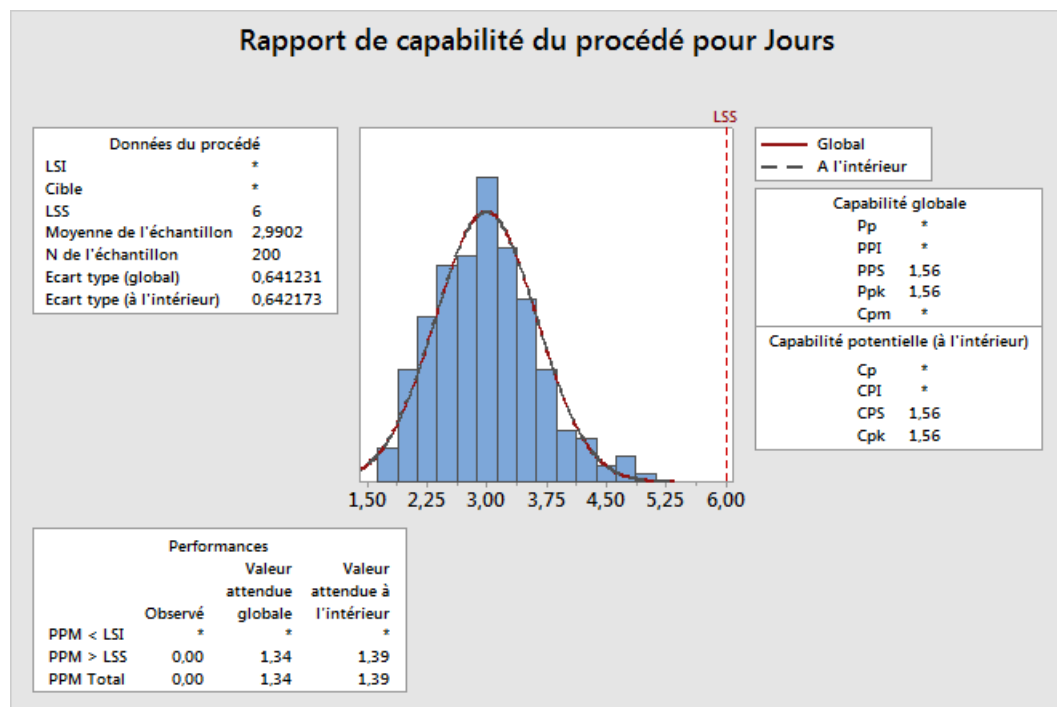 Rapport de capabilité du procédé pour Jours
Données du procédé
LSI *
Cible *
LSS 6
Moyenne de l'échantillon 2,9902
N de l'échantillon 200
Ecart type (global) 0,641231
Ecart type (à l'intérieur) 0,642173
LSS
1,50 2,25 3,00 3,75 4,50 5,25 6,00
Global
A l'intérieur
Capabilité globale
Pp *
PPI *
PPS 1,56
Ppk 1,56
Cpm *
Capabilité potentielle (à l'intérieur)
Cp *
CPI *
CPS 1,56
Cpk 1,56
Performances
Valeur Valeur
attendue attendue à
Observé globale l'intérieur
PPM < LSI * * *
PPM > LSS 0,00 1,34 1,39
PPM Total 0,00 1,34 1,39